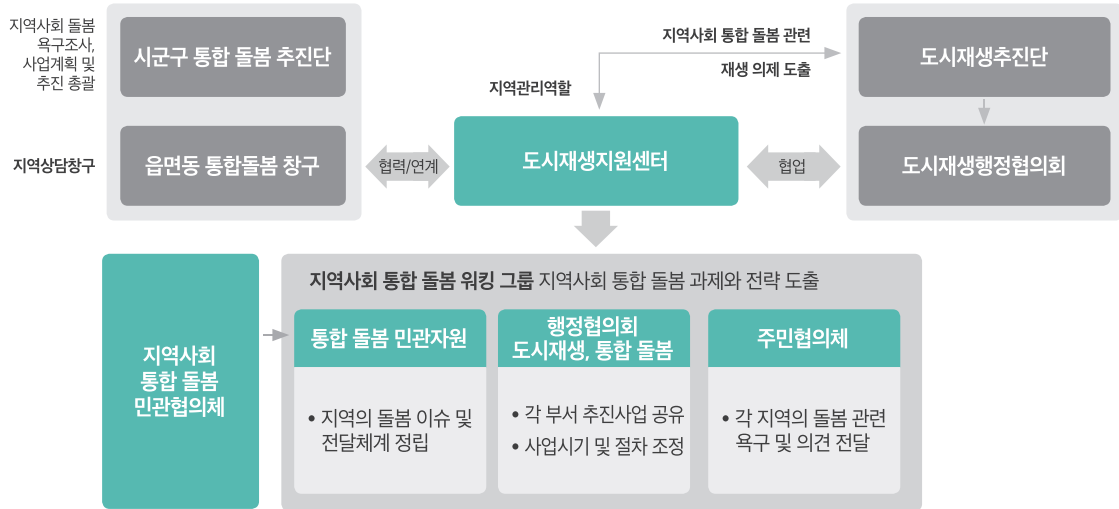 지역사회 돌봄
욕구조사,
사업계획 및
추진 총괄
시군구 통합 돌봄 추진단
지역상담창구
읍면동 통합돌봄 창구
협력/연계
지역관리역할
도시재생지원센터
지역사회 통합 돌봄 관련
재생 의제 도출
협업
도시재생추진단
도시재생행정협의회
지역사회
통합 돌봄
민관협의체
지역사회 통합 돌봄 워킹 그룹 지역사회 통합 돌봄 과제와 전략 도출
통합 돌봄 민관자원
• 지역의 돌봄 이슈 및
전달체계 정립
행정협의회
도시재생, 통합 돌봄
• 각 부서 추진사업 공유
• 사업시기 및 절차 조정
주민협의체
• 각 지역의 돌봄 관련
욕구 및 의견 전달